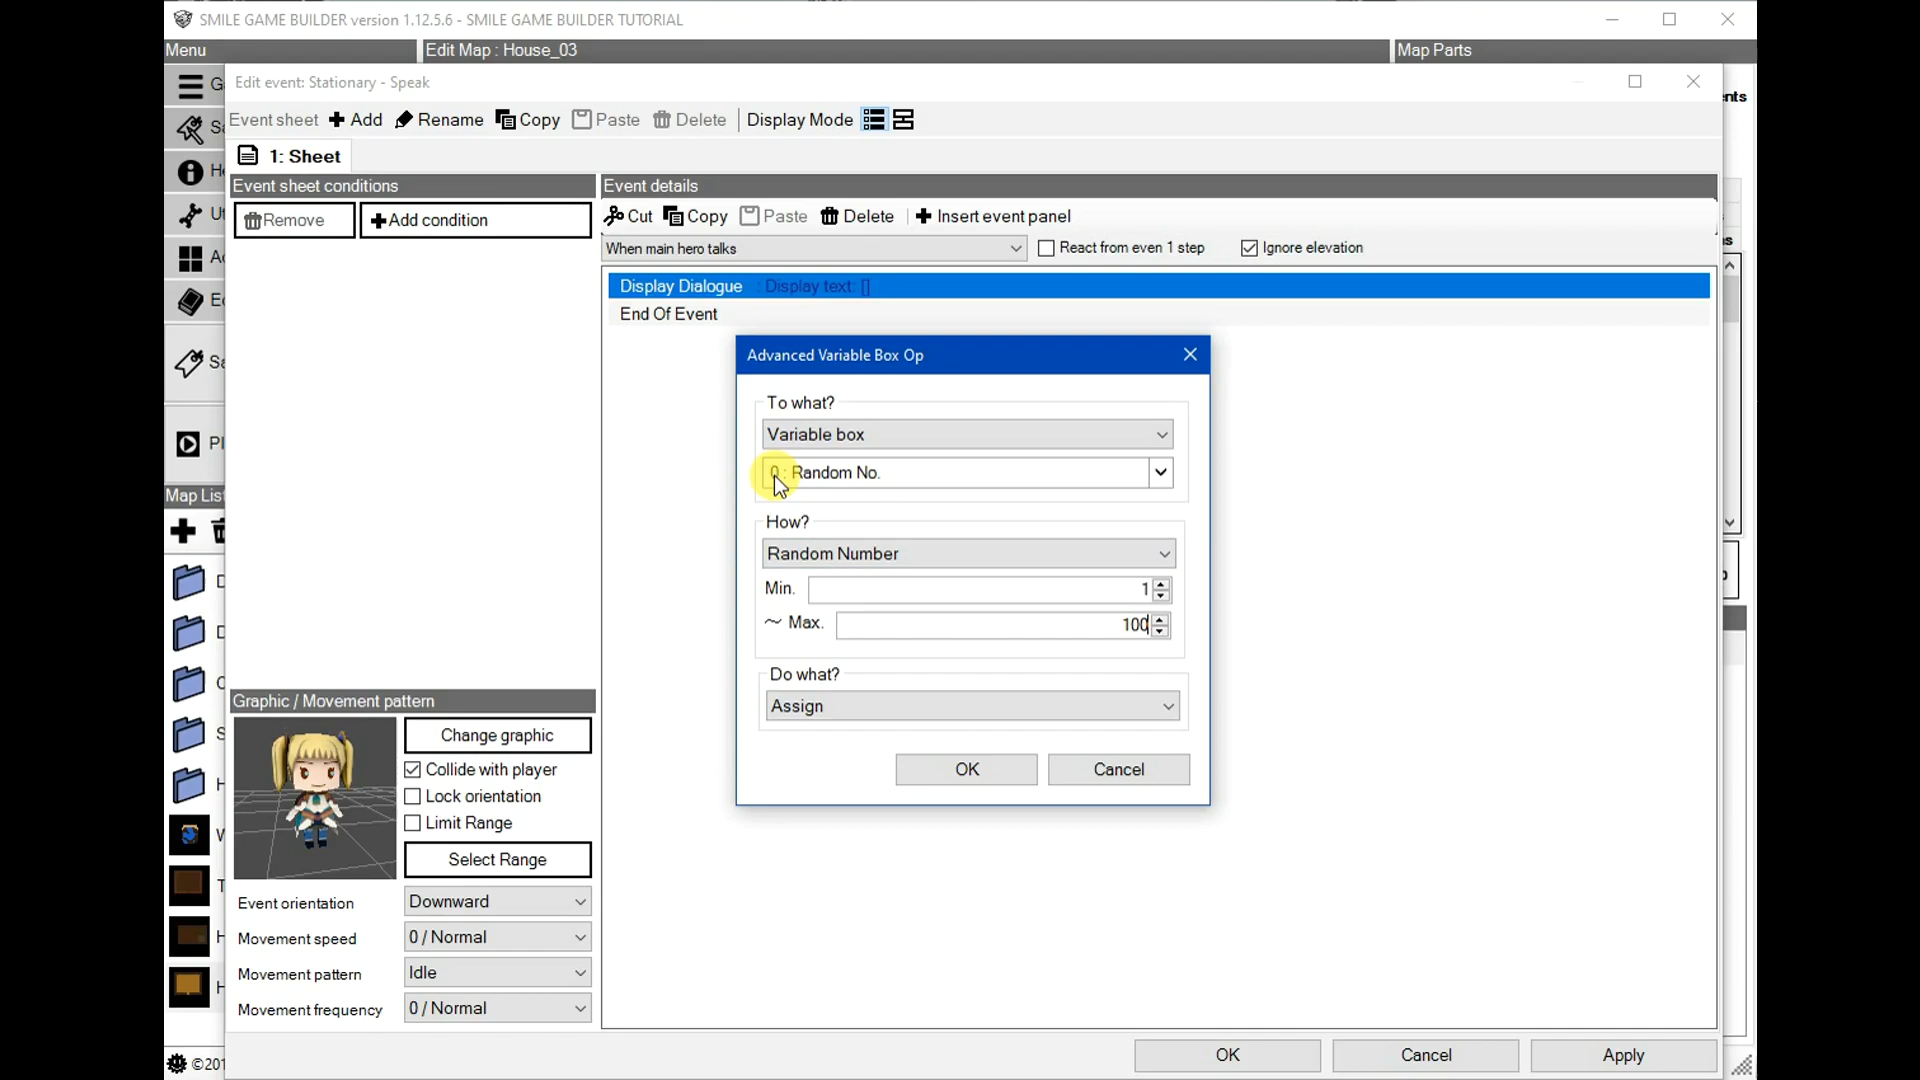 SMILE GAME BUILDER version 1.12.5.6 - SMILE GAME BUILDER TUTORIAL
Menu
Edit Map : House_03
Map Parts
Edit event: Stationary - Speak
Event sheet
Add
Rename
Copy
Paste
Delete
Display Mode
1: Sheet
Event sheet conditions
Remove
Add condition
Event details
Cut
Copy
Paste
Delete
Insert event panel
When main hero talks
React from even 1 step
Ignore elevation
Display Dialogue : Display text: []
End Of Event
Advanced Variable Box Op
To what?
Variable box
0 : Random No.
How?
Random Number
Min. 1
~ Max. 100
Do what?
Assign
OK
Cancel
Map Lis
Graphic / Movement pattern
Change graphic
Collide with player
Lock orientation
Limit Range
Select Range
Event orientation
Downward
Movement speed
0 / Normal
Movement pattern
Idle
Movement frequency
0 / Normal
OK
Cancel
Apply
©201